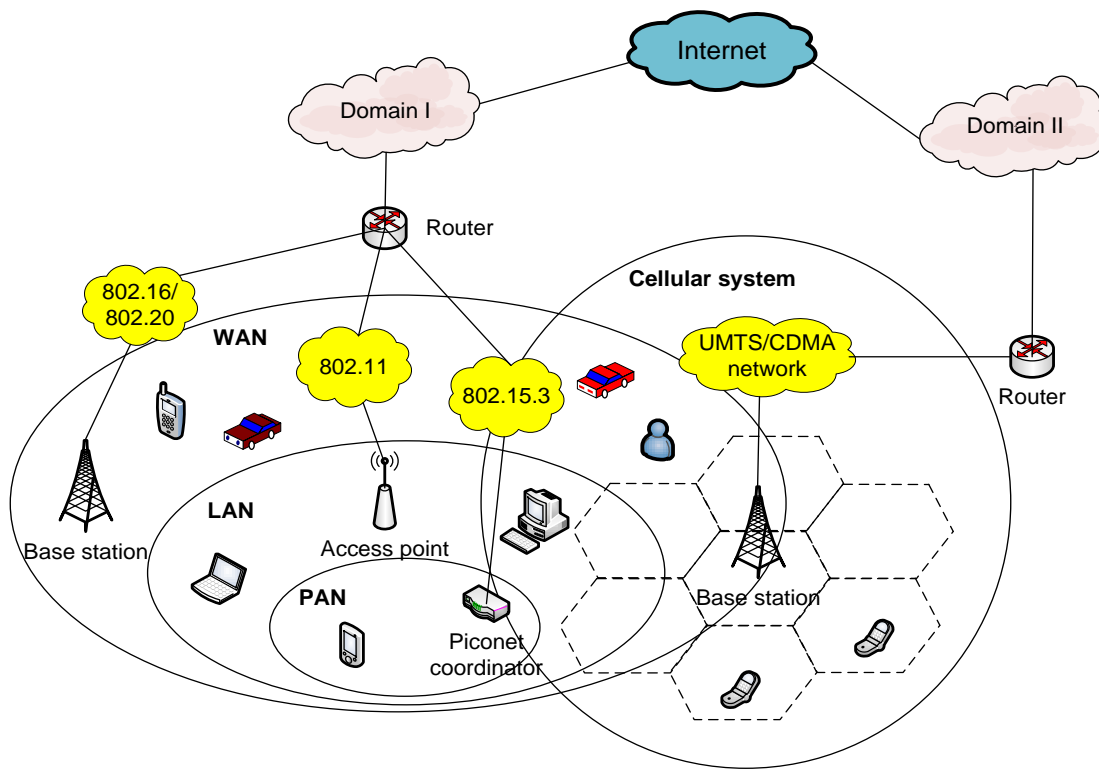 Internet
Domain I
Domain II
Router
Cellular system
802.16/
802.20
WAN
802.11
802.15.3
UMTS/CDMA
network
Router
LAN
Base station
Access point
PAN
Base station
Piconet
coordinator